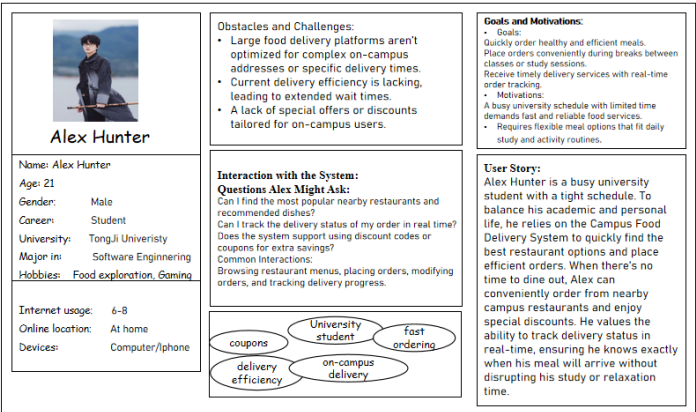 Alex Hunter
Name: Alex Hunter
Age: 21
Gender: Male
Career: Student
University: TongJi Univeristy
Major in: Software Enginnering
Hobbies: Food exploration, Gaming
Internet usage: 6-8
Online location: At home
Devices: Computer/Iphone
Obstacles and Challenges:
• Large food delivery platforms aren't
optimized for complex on-campus
addresses or specific delivery times.
• Current delivery efficiency is lacking,
leading to extended wait times.
• A lack of special offers or discounts
tailored for on-campus users.
Interaction with the System:
Questions Alex Might Ask:
Can I find the most popular nearby restaurants and
recommended dishes?
Can I track the delivery status of my order in real time?
Does the system support using discount codes or
coupons for extra savings?
Common Interactions:
Browsing restaurant menus, placing orders, modifying
orders, and tracking delivery progress.
coupons
University
student
fast
ordering
delivery
efficiency
on-campus
delivery
Goals and Motivations:
• Goals:
Quickly order healthy and efficient meals.
Place orders conveniently during breaks between
classes or study sessions.
Receive timely delivery services with real-time
order tracking.
• Motivations:
A busy university schedule with limited time
demands fast and reliable food services.
• Requires flexible meal options that fit daily
study and activity routines.
User Story:
Alex Hunter is a busy university
student with a tight schedule. To
balance his academic and personal
life, he relies on the Campus Food
Delivery System to quickly find the
best restaurant options and place
efficient orders. When there's no
time to dine out, Alex can
conveniently order from nearby
campus restaurants and enjoy
special discounts. He values the
ability to track delivery status in
real-time, ensuring he knows exactly
when his meal will arrive without
disrupting his study or relaxation
time.